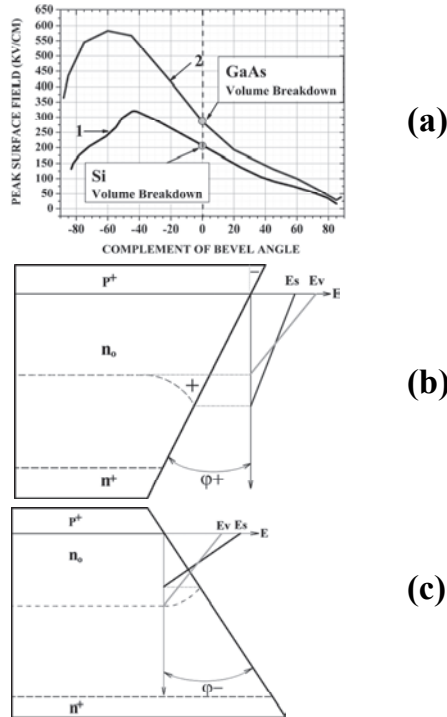 PEAK SURFACE FIELD (KV/CM)
650
600
550
500
450
400
350
300
250
200
150
100
50
0
2
GaAs
Volume Breakdown
1
Si
Volume Breakdown
-80 -60 -40 -20 0 20 40 60 80
COMPLEMENT OF BEVEL ANGLE
(a)
P+
−
Es Ev
E
n₀
+
n+
φ+
(b)
P+
Ev Es
E
n₀
φ−
n+
(c)